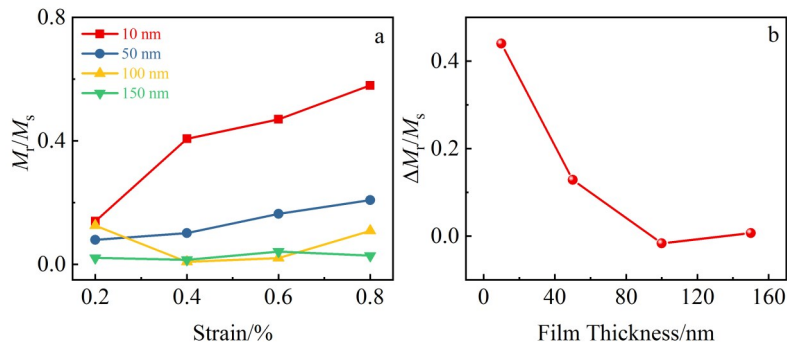 a
10 nm
50 nm
100 nm
150 nm
0.8
0.4
0.0
Mr/Ms
0.2 0.4 0.6 0.8
Strain/%
b
0.4
0.2
0.0
ΔMr/Ms
0 40 80 120 160
Film Thickness/nm